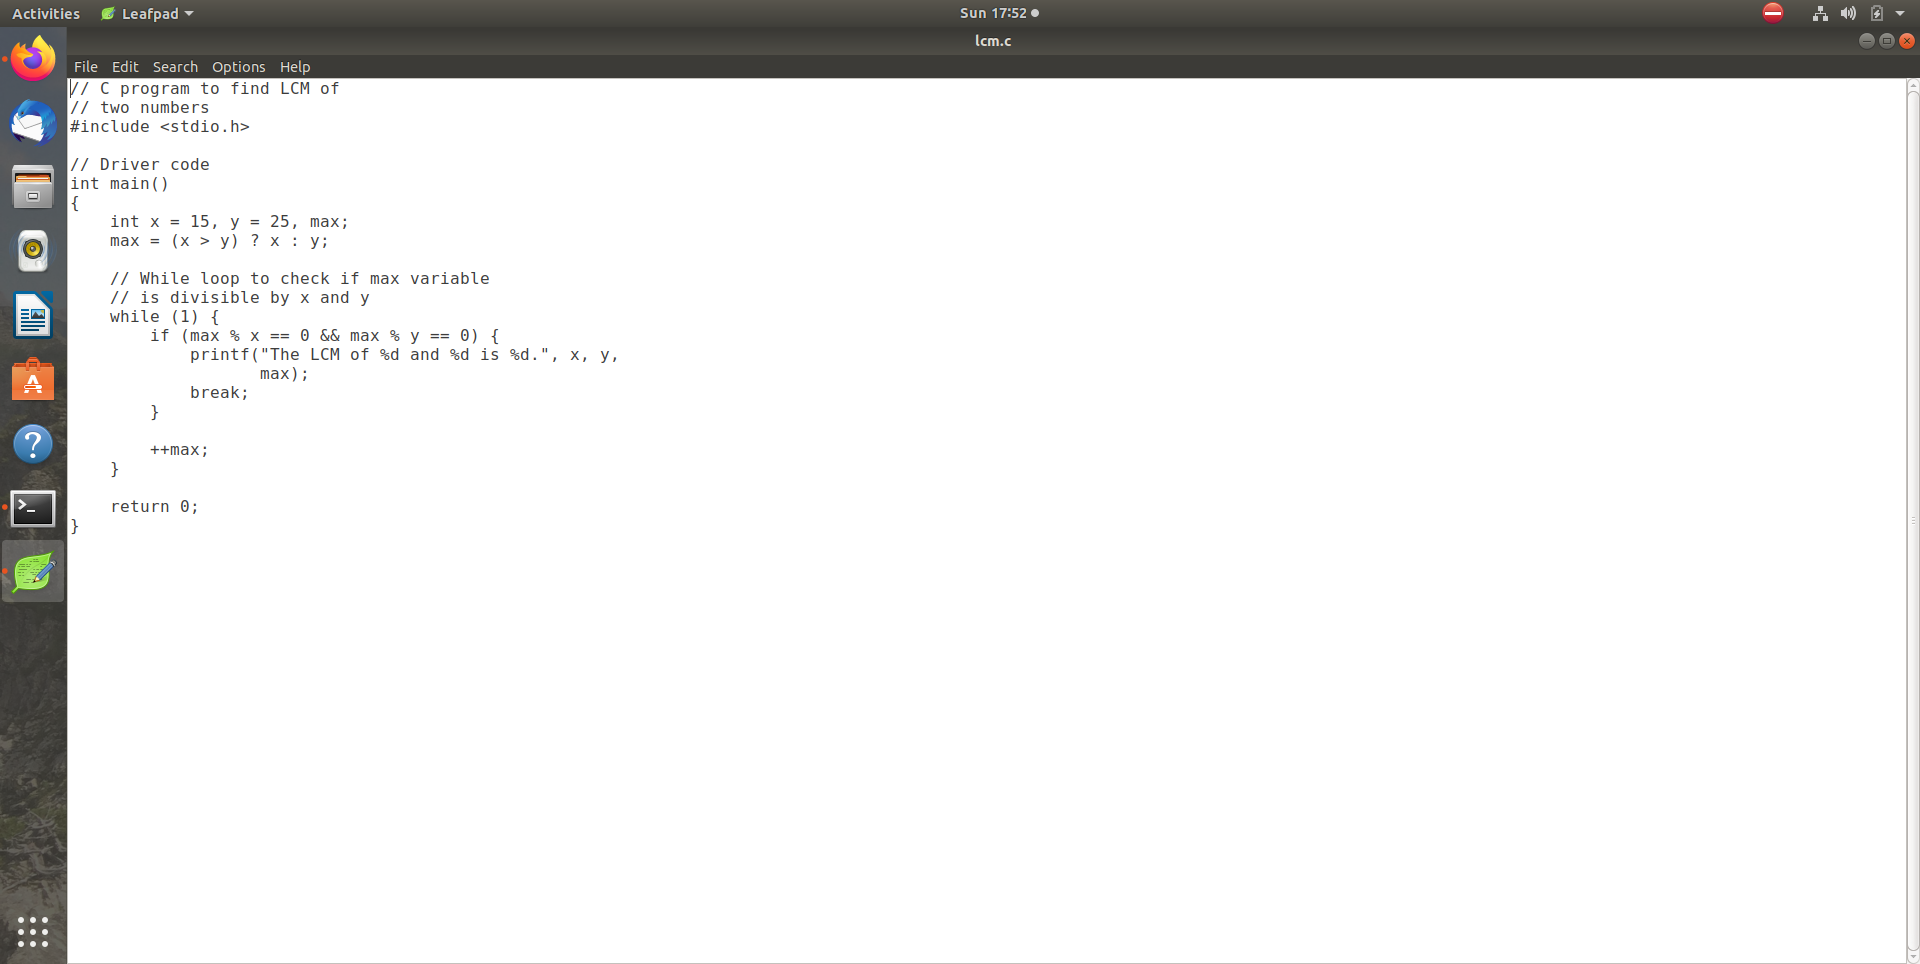 Activities
Leafpad
Sun 17:52
lcm.c
File Edit Search Options Help
// C program to find LCM of
// two numbers
#include <stdio.h>

// Driver code
int main()
{
    int x = 15, y = 25, max;
    max = (x > y) ? x : y;

    // While loop to check if max variable
    // is divisible by x and y
    while (1) {
        if (max % x == 0 && max % y == 0) {
            printf("The LCM of %d and %d is %d.", x, y,
                   max);
            break;
        }

        ++max;
    }

    return 0;
}